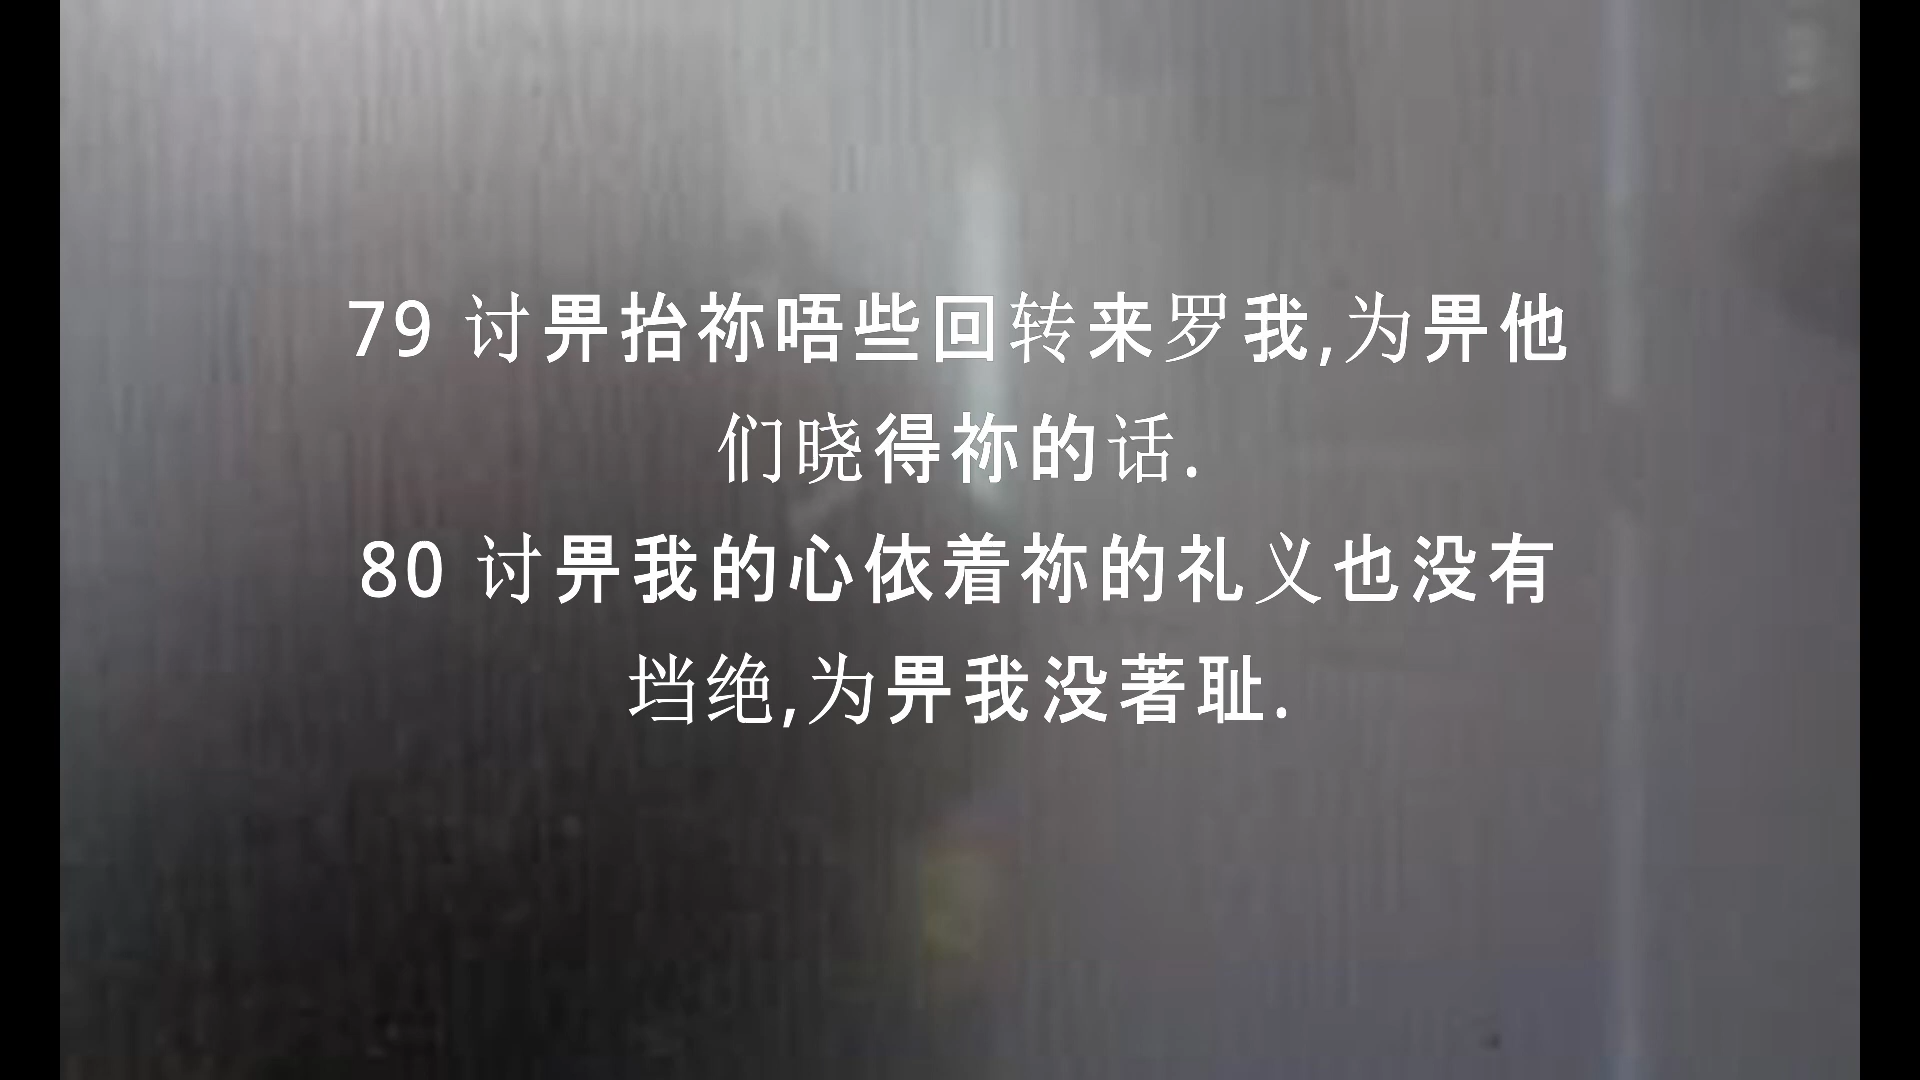 79 讨畀抬祢唔些回转来罗我,为畀他
们晓得祢的话.
80 讨畀我的心依着祢的礼义也没有
垱绝,为畀我没著耻.